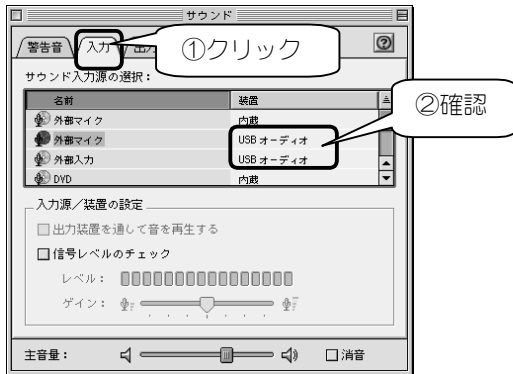 サウンド
警告音 入力 出力
①クリック
サウンド入力源の選択：
名前 装置
外部マイク 内蔵
外部マイク USB オーディオ
外部入力 USB オーディオ
DVD 内蔵
②確認
入力源／装置の設定
出力装置を通して音を再生する
信号レベルのチェック
レベル：
ゲイン：
主音量： 消音